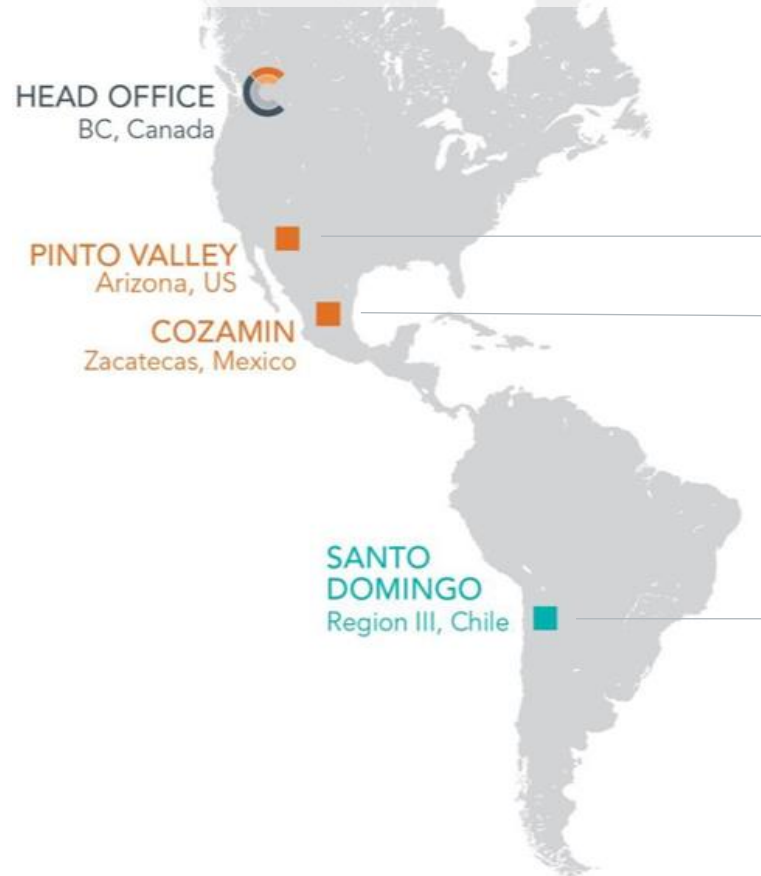 HEAD OFFICE
BC, Canada
PINTO VALLEY
Arizona, US
COZAMIN
Zacatecas, Mexico
SANTO
DOMINGO
Region III, Chile